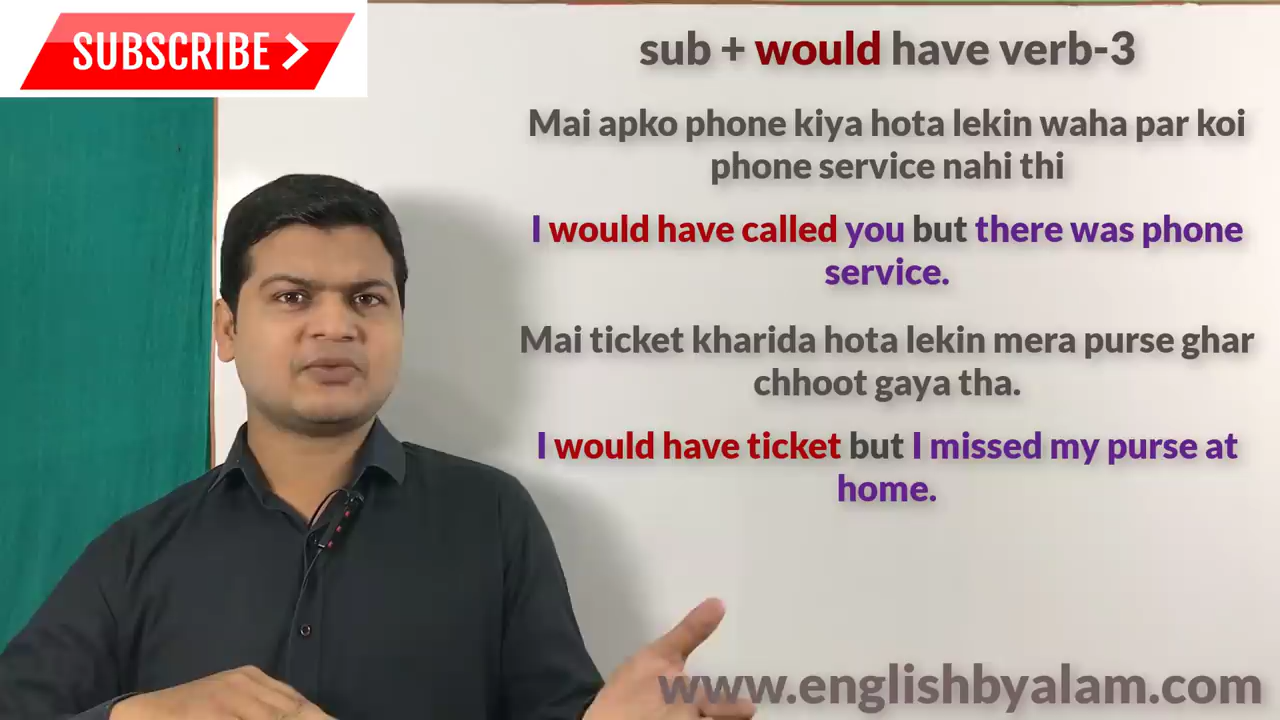 SUBSCRIBE
sub + would have verb-3
Mai apko phone kiya hota lekin waha par koi
phone service nahi thi
I would have called you but there was phone
service.
Mai ticket kharida hota lekin mera purse ghar
chhoot gaya tha.
I would have ticket but I missed my purse at
home.
www.englishbyalam.com